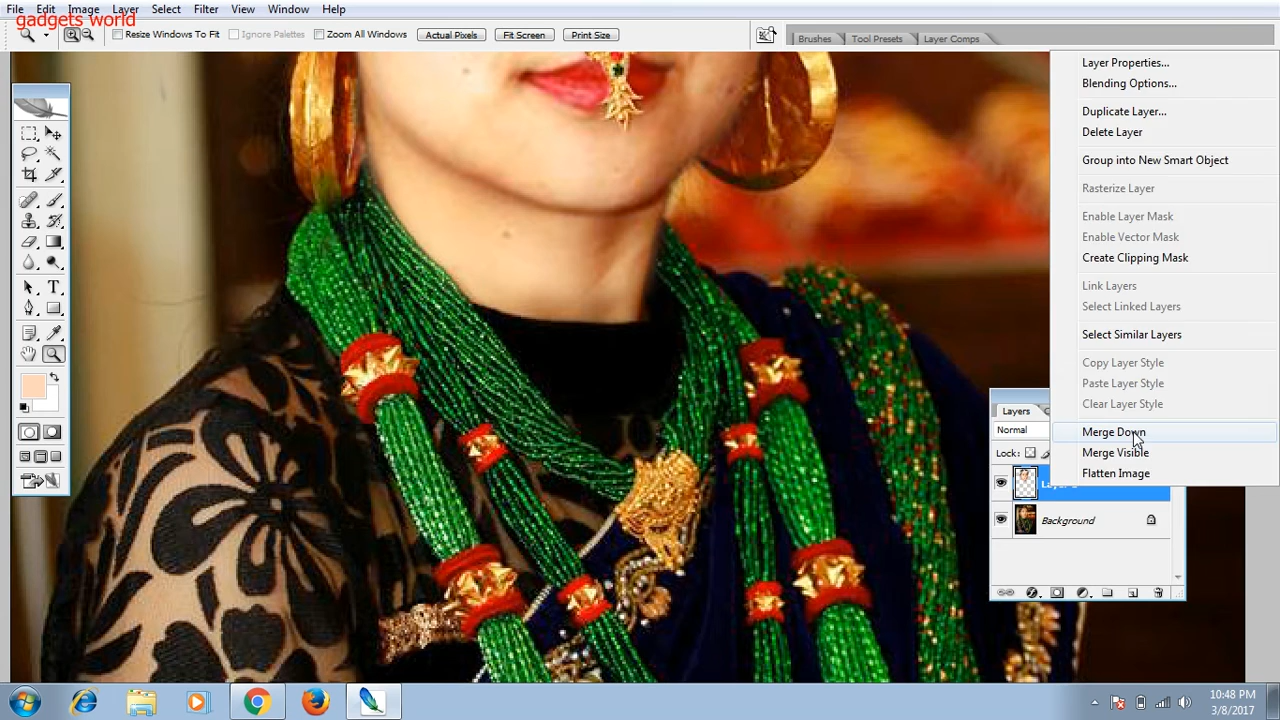 File Edit Image Layer Select Filter View Window Help
gadgets world
Resize Windows To Fit Ignore Palettes Zoom All Windows Actual Pixels Fit Screen Print Size Brushes Tool Presets Layer Comps
Layer Properties...
Blending Options...
Duplicate Layer...
Delete Layer
Group into New Smart Object
Rasterize Layer
Enable Layer Mask
Enable Vector Mask
Create Clipping Mask
Link Layers
Select Linked Layers
Select Similar Layers
Copy Layer Style
Paste Layer Style
Clear Layer Style
Merge Down
Merge Visible
Flatten Image
Layers
Normal
Lock:
Background
10:48 PM
3/8/2017